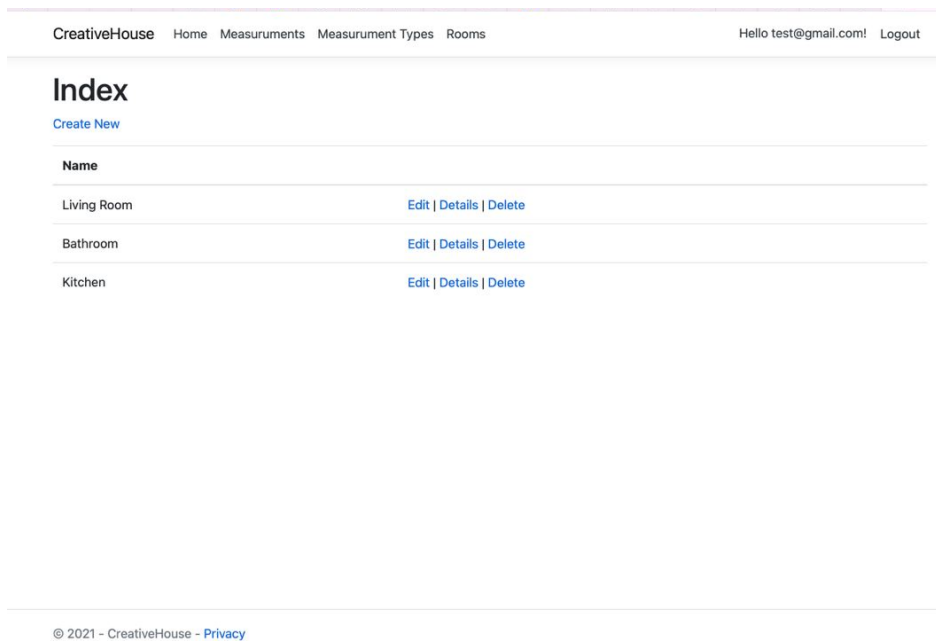 CreativeHouse Home Measuruments Measurument Types Rooms Hello test@gmail.com! Logout
Index
Create New
Name
Living Room Edit | Details | Delete
Bathroom Edit | Details | Delete
Kitchen Edit | Details | Delete
© 2021 - CreativeHouse - Privacy